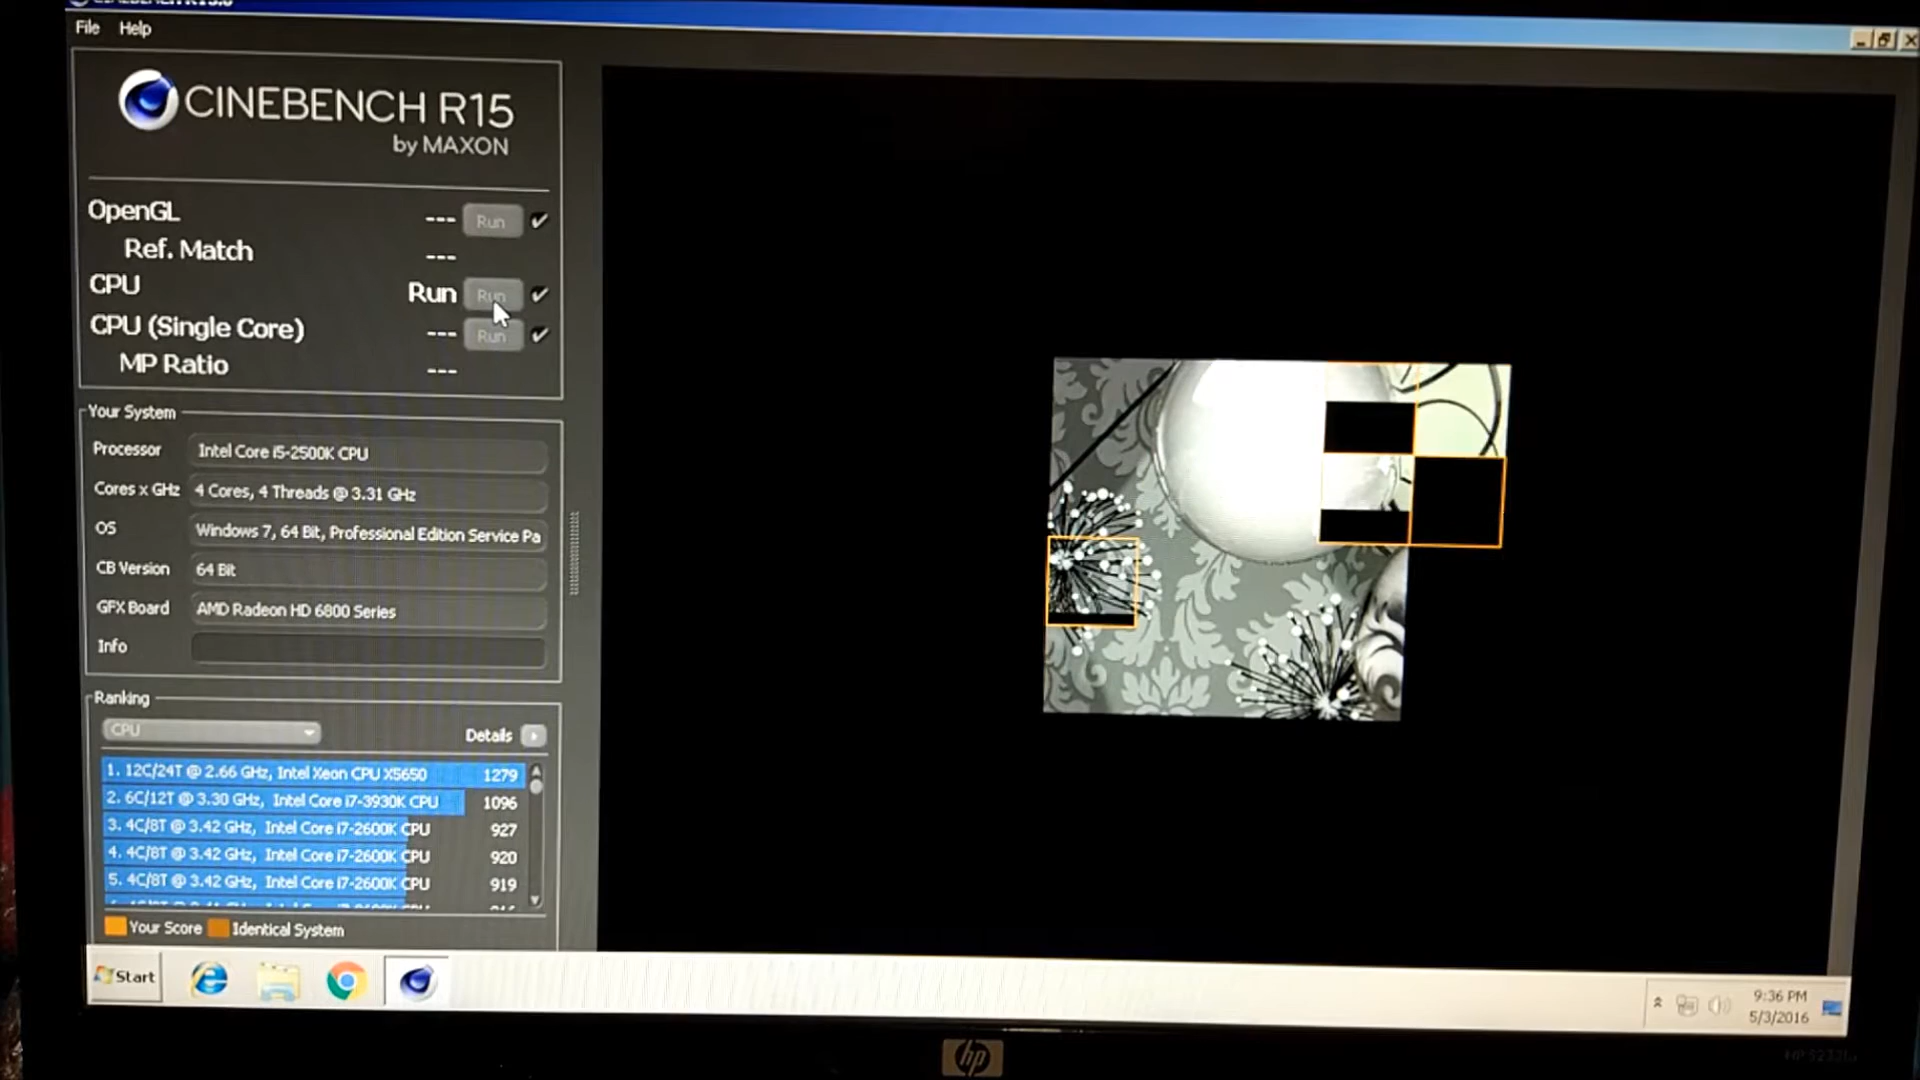 File Help
CINEBENCH R15
by MAXON
OpenGL --- Run
Ref. Match ---
CPU Run Run
CPU (Single Core) --- Run
MP Ratio ---
Your System
Processor Intel Core i5-2500K CPU
Cores x GHz 4 Cores, 4 Threads @ 3.31 GHz
OS Windows 7, 64 Bit, Professional Edition Service Pa
CB Version 64 Bit
GFX Board AMD Radeon HD 6800 Series
Info
Ranking
CPU Details
1. 12C/24T @ 2.66 GHz, Intel Xeon CPU X5650 1279
2. 6C/12T @ 3.30 GHz, Intel Core i7-3930K CPU 1096
3. 4C/8T @ 3.42 GHz, Intel Core i7-2600K CPU 927
4. 4C/8T @ 3.42 GHz, Intel Core i7-2600K CPU 920
5. 4C/8T @ 3.42 GHz, Intel Core i7-2600K CPU 919
Your Score Identical System
Start
9:36 PM
5/3/2016
hp